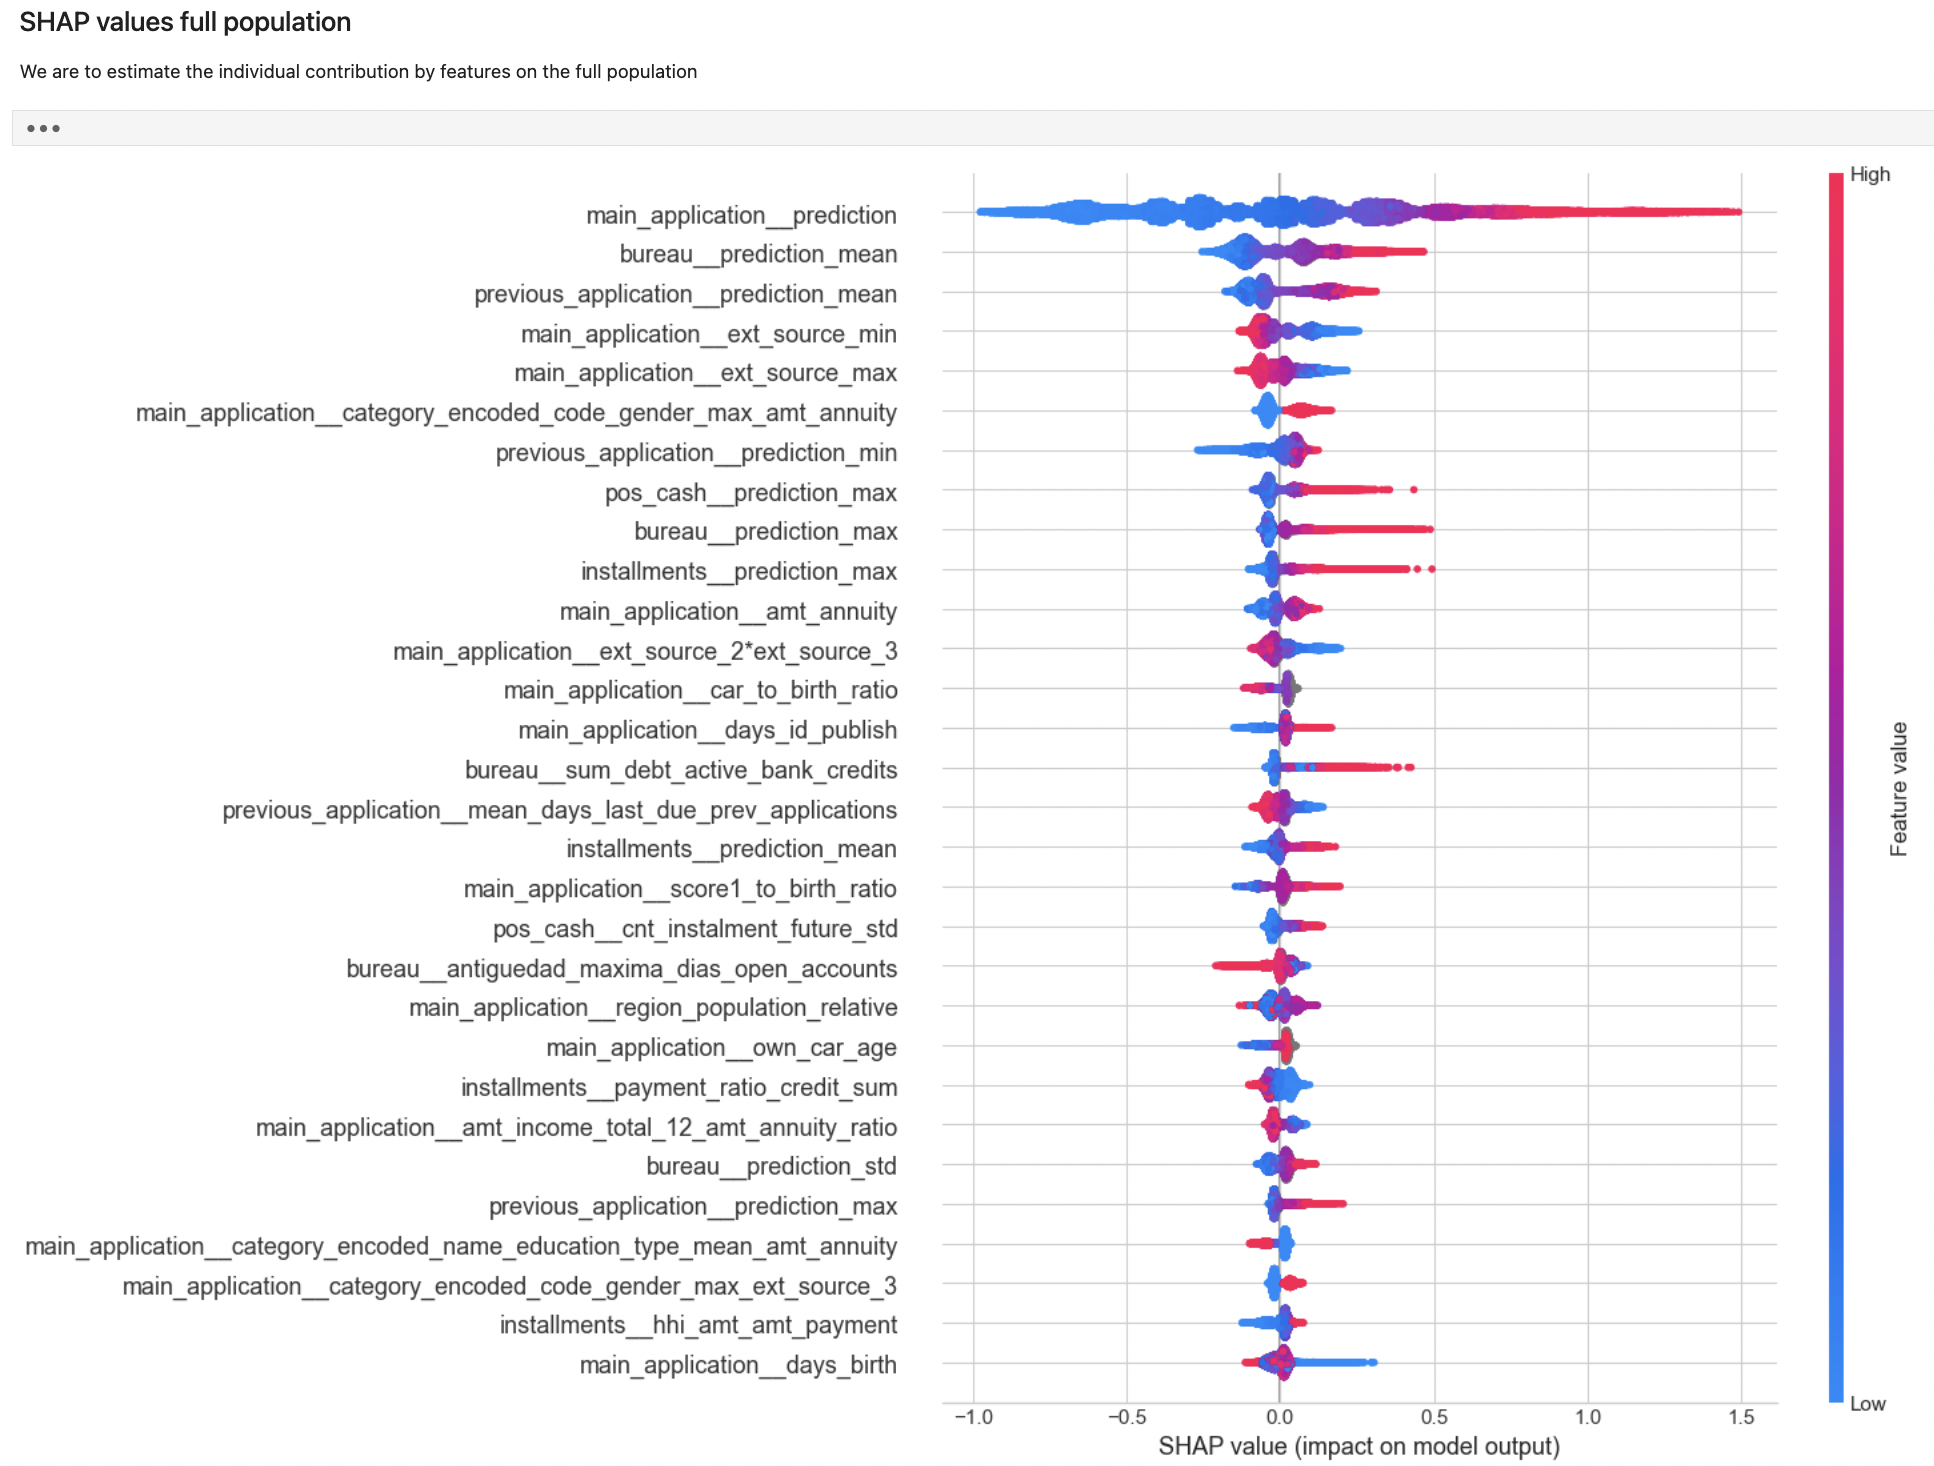 SHAP values full population
We are to estimate the individual contribution by features on the full population
High
main_application__prediction
bureau__prediction_mean
previous_application__prediction_mean
main_application__ext_source_min
main_application__ext_source_max
main_application__category_encoded_code_gender_max_amt_annuity
previous_application__prediction_min
pos_cash__prediction_max
bureau__prediction_max
installments__prediction_max
main_application__amt_annuity
main_application__ext_source_2*ext_source_3
main_application__car_to_birth_ratio
main_application__days_id_publish
bureau__sum_debt_active_bank_credits
previous_application__mean_days_last_due_prev_applications
installments__prediction_mean
main_application__score1_to_birth_ratio
pos_cash__cnt_instalment_future_std
bureau__antiguedad_maxima_dias_open_accounts
main_application__region_population_relative
main_application__own_car_age
installments__payment_ratio_credit_sum
main_application__amt_income_total_12_amt_annuity_ratio
bureau__prediction_std
previous_application__prediction_max
main_application__category_encoded_name_education_type_mean_amt_annuity
main_application__category_encoded_code_gender_max_ext_source_3
installments__hhi_amt_amt_payment
main_application__days_birth
Feature value
Low
−1.0 −0.5 0.0 0.5 1.0 1.5
SHAP value (impact on model output)